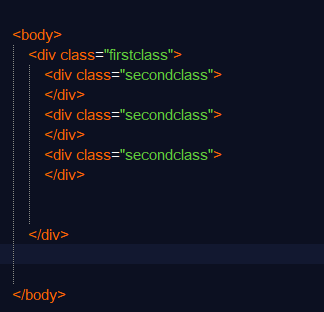 <body>
<div class="firstclass">
<div class="secondclass">
</div>
<div class="secondclass">
</div>
<div class="secondclass">
</div>
</div>
</body>